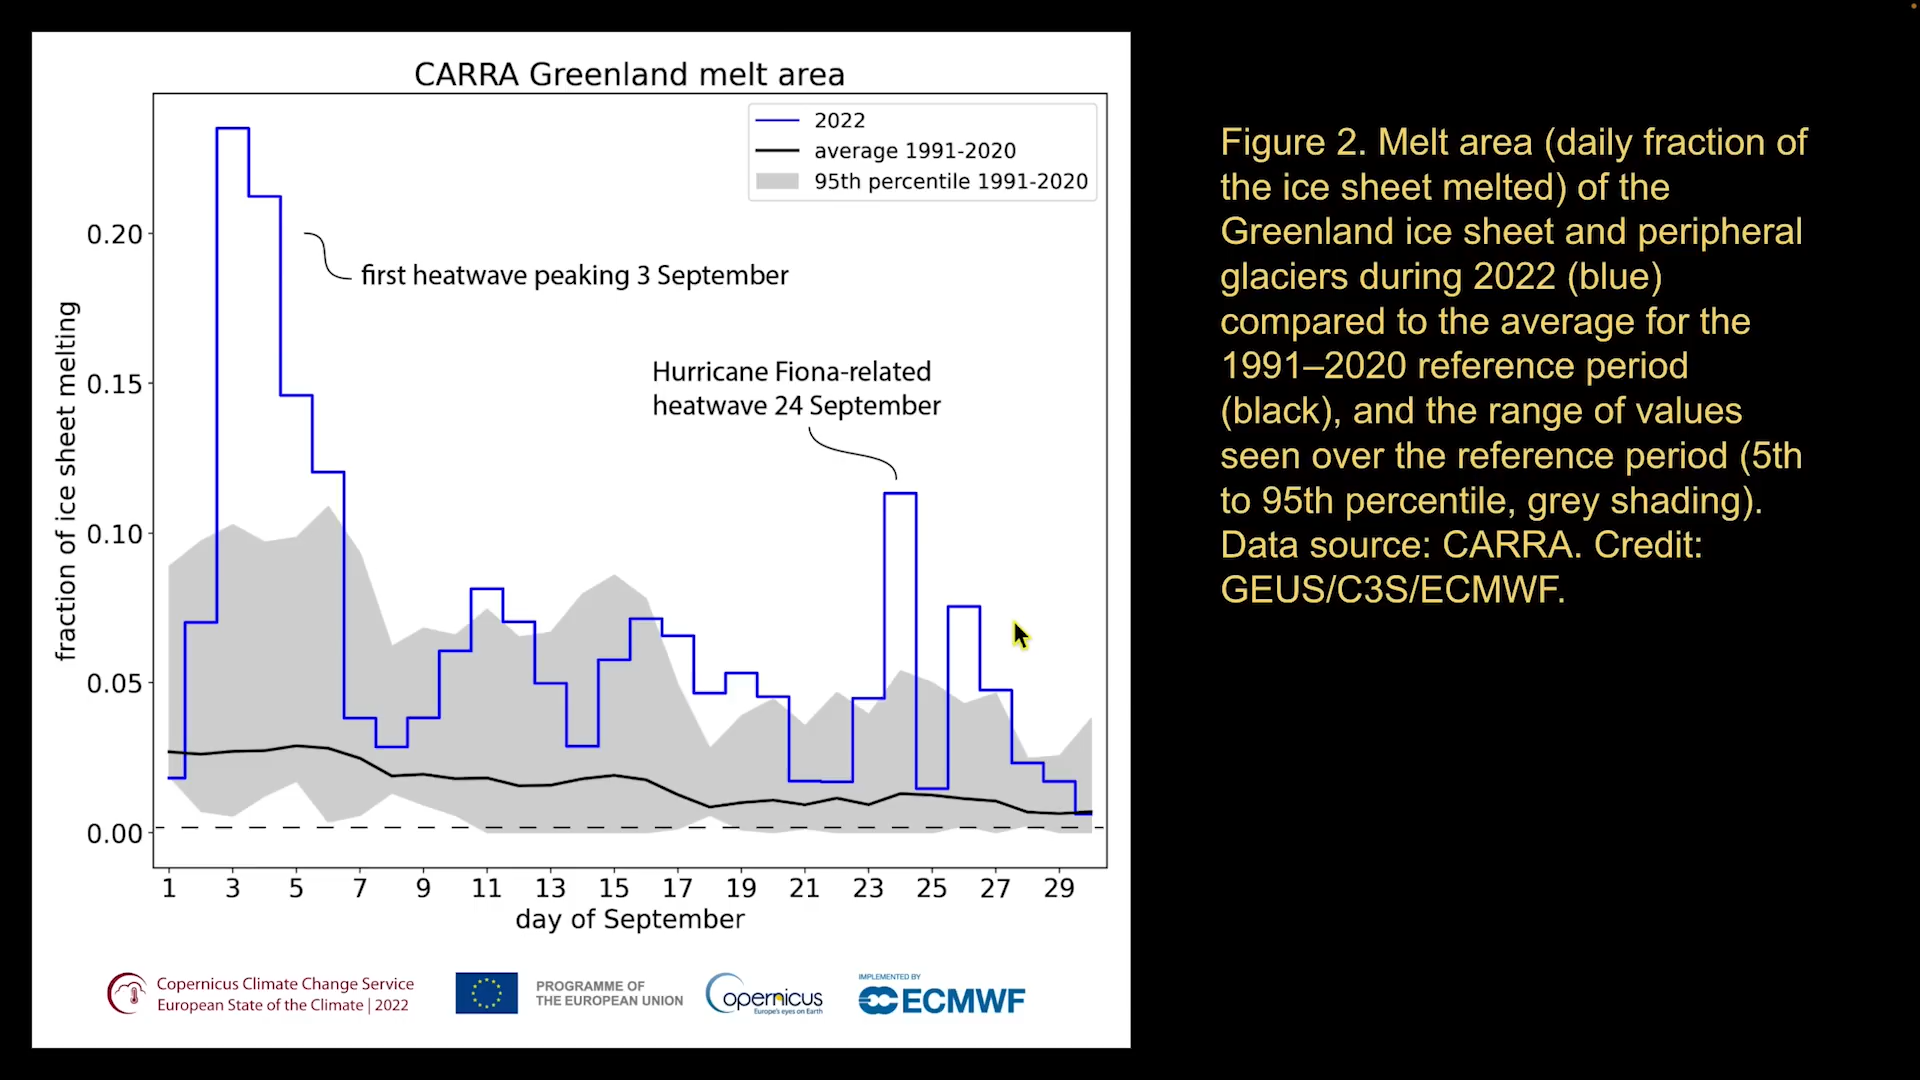 CARRA Greenland melt area
2022
average 1991-2020
95th percentile 1991-2020
first heatwave peaking 3 September
Hurricane Fiona-related
heatwave 24 September
fraction of ice sheet melting
0.20
0.15
0.10
0.05
0.00
1 3 5 7 9 11 13 15 17 19 21 23 25 27 29
day of September
Copernicus Climate Change Service
European State of the Climate | 2022
PROGRAMME OF
THE EUROPEAN UNION
opernicus
Europe's eyes on Earth
IMPLEMENTED BY
ECMWF
Figure 2. Melt area (daily fraction of
the ice sheet melted) of the
Greenland ice sheet and peripheral
glaciers during 2022 (blue)
compared to the average for the
1991–2020 reference period
(black), and the range of values
seen over the reference period (5th
to 95th percentile, grey shading).
Data source: CARRA. Credit:
GEUS/C3S/ECMWF.